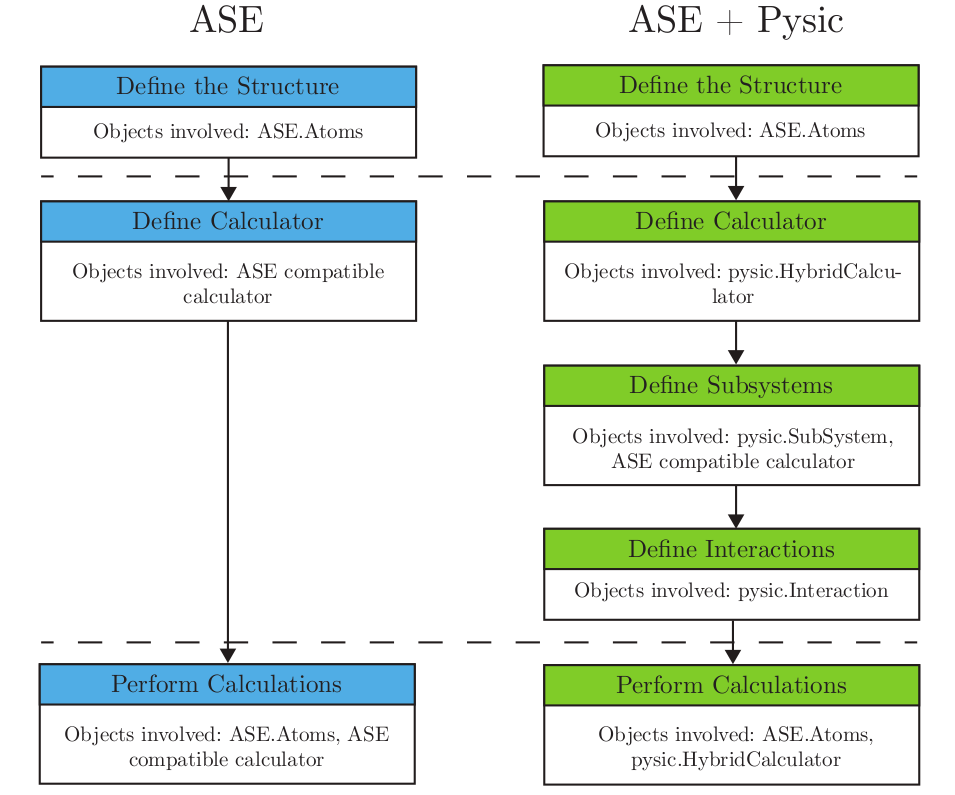 ASE
Define the Structure
Objects involved: ASE.Atoms
Define Calculator
Objects involved: ASE compatible
calculator
Perform Calculations
Objects involved: ASE.Atoms, ASE
compatible calculator
ASE + Pysic
Define the Structure
Objects involved: ASE.Atoms
Define Calculator
Objects involved: pysic.HybridCalcu-
lator
Define Subsystems
Objects involved: pysic.SubSystem,
ASE compatible calculator
Define Interactions
Objects involved: pysic.Interaction
Perform Calculations
Objects involved: ASE.Atoms,
pysic.HybridCalculator